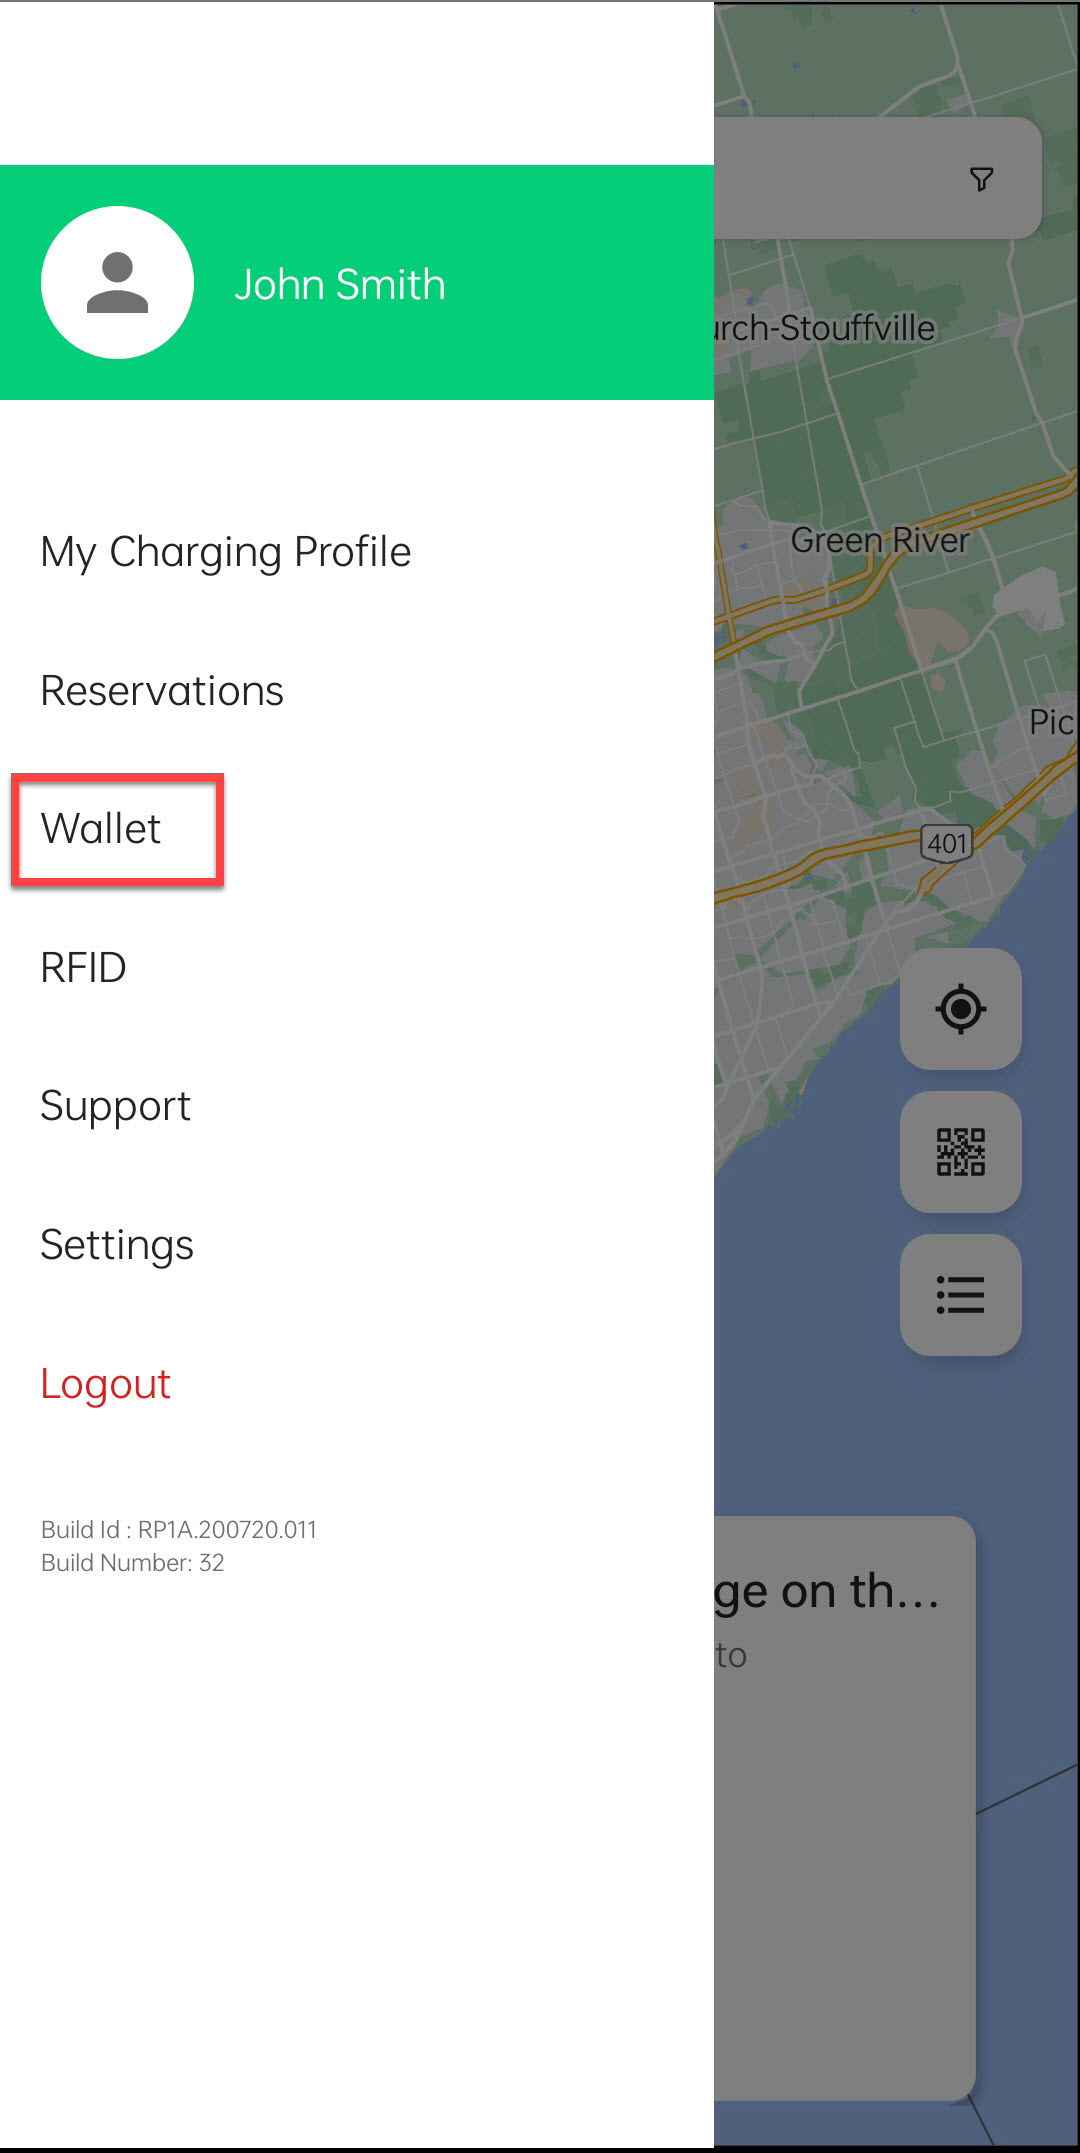 John Smith
My Charging Profile
Reservations
Wallet
RFID
Support
Settings
Logout
Build Id : RP1A.200720.011
Build Number: 32
urch-Stouffville
Green River
Pic
401
ge on th...
to